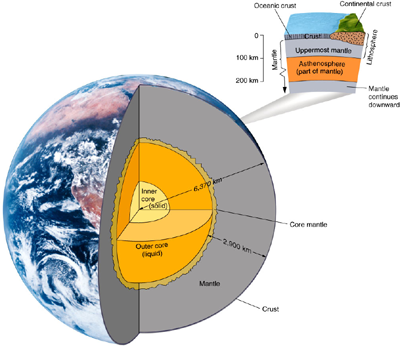 Oceanic crust
Continental crust
0
Crust
Lithosphere
Uppermost mantle
100 km
Mantle
Asthenosphere
(part of mantle)
200 km
Mantle
continues
downward
6,370 km
Inner
core
(solid)
Core mantle
Outer core
(liquid)
2,900 km
Mantle
Crust